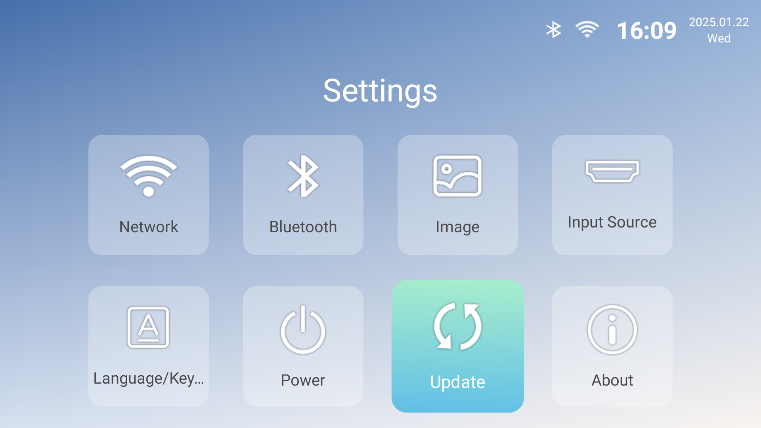 16:09
2025.01.22
Wed
Settings
Network
Bluetooth
Image
Input Source
A
Language/Key...
Power
Update
About